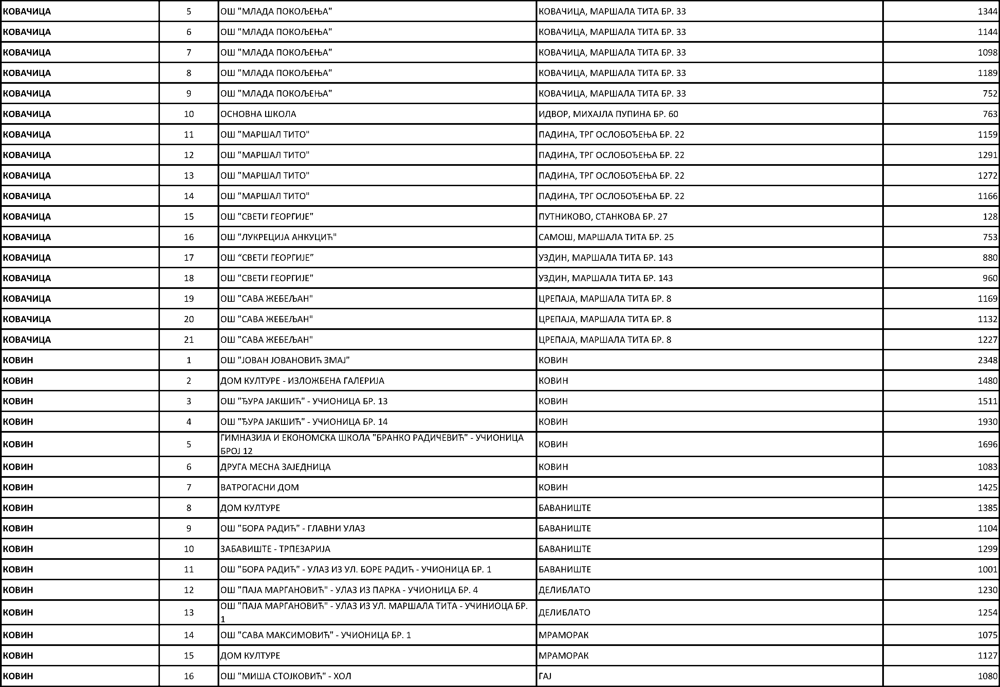 КОВАЧИЦА 5 ОШ "МЛАДА ПОКОЉЕЊА" КОВАЧИЦА, МАРШАЛА ТИТА БР. 33 1344
КОВАЧИЦА 6 ОШ "МЛАДА ПОКОЉЕЊА" КОВАЧИЦА, МАРШАЛА ТИТА БР. 33 1144
КОВАЧИЦА 7 ОШ "МЛАДА ПОКОЉЕЊА" КОВАЧИЦА, МАРШАЛА ТИТА БР. 33 1098
КОВАЧИЦА 8 ОШ "МЛАДА ПОКОЉЕЊА" КОВАЧИЦА, МАРШАЛА ТИТА БР. 33 1189
КОВАЧИЦА 9 ОШ "МЛАДА ПОКОЉЕЊА" КОВАЧИЦА, МАРШАЛА ТИТА БР. 33 752
КОВАЧИЦА 10 ОСНОВНА ШКОЛА ИДВОР, МИХАЈЛА ПУПИНА БР. 60 763
КОВАЧИЦА 11 ОШ "МАРШАЛ ТИТО" ПАДИНА, ТРГ ОСЛОБОЂЕЊА БР. 22 1159
КОВАЧИЦА 12 ОШ "МАРШАЛ ТИТО" ПАДИНА, ТРГ ОСЛОБОЂЕЊА БР. 22 1291
КОВАЧИЦА 13 ОШ "МАРШАЛ ТИТО" ПАДИНА, ТРГ ОСЛОБОЂЕЊА БР. 22 1272
КОВАЧИЦА 14 ОШ "МАРШАЛ ТИТО" ПАДИНА, ТРГ ОСЛОБОЂЕЊА БР. 22 1166
КОВАЧИЦА 15 ОШ "СВЕТИ ГЕОРГИЈЕ" ПУТНИКОВО, СТАНКОВА БР. 27 128
КОВАЧИЦА 16 ОШ "ЛУКРЕЦИЈА АНКУЦИЋ" САМОШ, МАРШАЛА ТИТА БР. 25 753
КОВАЧИЦА 17 ОШ “СВЕТИ ГЕОРГИЈЕ” УЗДИН, МАРШАЛА ТИТА БР. 143 880
КОВАЧИЦА 18 ОШ "СВЕТИ ГЕОРГИЈЕ" УЗДИН, МАРШАЛА ТИТА БР. 143 960
КОВАЧИЦА 19 ОШ "САВА ЖЕБЕЉАН" ЦРЕПАЈА, МАРШАЛА ТИТА БР. 8 1169
КОВАЧИЦА 20 ОШ "САВА ЖЕБЕЉАН" ЦРЕПАЈА, МАРШАЛА ТИТА БР. 8 1132
КОВАЧИЦА 21 ОШ "САВА ЖЕБЕЉАН" ЦРЕПАЈА, МАРШАЛА ТИТА БР. 8 1227
КОВИН 1 ОШ "ЈОВАН ЈОВАНОВИЋ ЗМАЈ" КОВИН 2348
КОВИН 2 ДОМ КУЛТУРЕ - ИЗЛОЖБЕНА ГАЛЕРИЈА КОВИН 1480
КОВИН 3 ОШ "ЂУРА ЈАКШИЋ" - УЧИОНИЦА БР. 13 КОВИН 1511
КОВИН 4 ОШ "ЂУРА ЈАКШИЋ" - УЧИОНИЦА БР. 14 КОВИН 1930
КОВИН 5 ГИМНАЗИЈА И ЕКОНОМСКА ШКОЛА "БРАНКО РАДИЧЕВИЋ" - УЧИОНИЦА
БРОЈ 12 КОВИН 1696
КОВИН 6 ДРУГА МЕСНА ЗАЈЕДНИЦА КОВИН 1083
КОВИН 7 ВАТРОГАСНИ ДОМ КОВИН 1425
КОВИН 8 ДОМ КУЛТУРЕ БАВАНИШТЕ 1385
КОВИН 9 ОШ "БОРА РАДИЋ" - ГЛАВНИ УЛАЗ БАВАНИШТЕ 1104
КОВИН 10 ЗАБАВИШТЕ - ТРПЕЗАРИЈА БАВАНИШТЕ 1299
КОВИН 11 ОШ "БОРА РАДИЋ" - УЛАЗ ИЗ УЛ. БОРЕ РАДИЋ - УЧИОНИЦА БР. 1 БАВАНИШТЕ 1001
КОВИН 12 ОШ "ПАЈА МАРГАНОВИЋ" - УЛАЗ ИЗ ПАРКА - УЧИОНИЦА БР. 4 ДЕЛИБЛАТО 1230
КОВИН 13 ОШ "ПАЈА МАРГАНОВИЋ" - УЛАЗ ИЗ УЛ. МАРШАЛА ТИТА - УЧИНИОЦА БР.
1 ДЕЛИБЛАТО 1254
КОВИН 14 ОШ "САВА МАКСИМОВИЋ" - УЧИОНИЦА БР. 1 МРАМОРАК 1075
КОВИН 15 ДОМ КУЛТУРЕ МРАМОРАК 1127
КОВИН 16 ОШ "МИША СТОЈКОВИЋ" - ХОЛ ГАЈ 1080